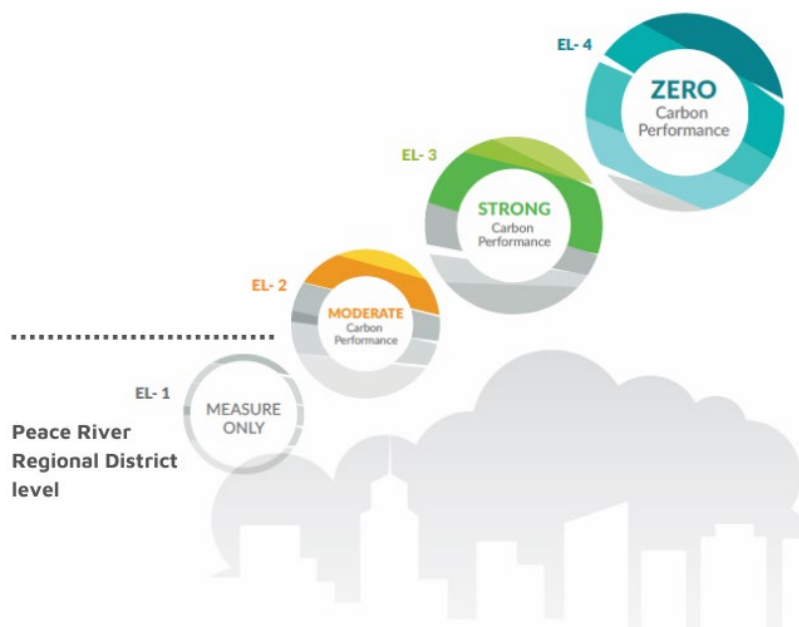 EL- 4
ZERO
Carbon
Performance
EL- 3
STRONG
Carbon
Performance
EL- 2
MODERATE
Carbon
Performance
EL- 1
MEASURE
ONLY
Peace River
Regional District
level